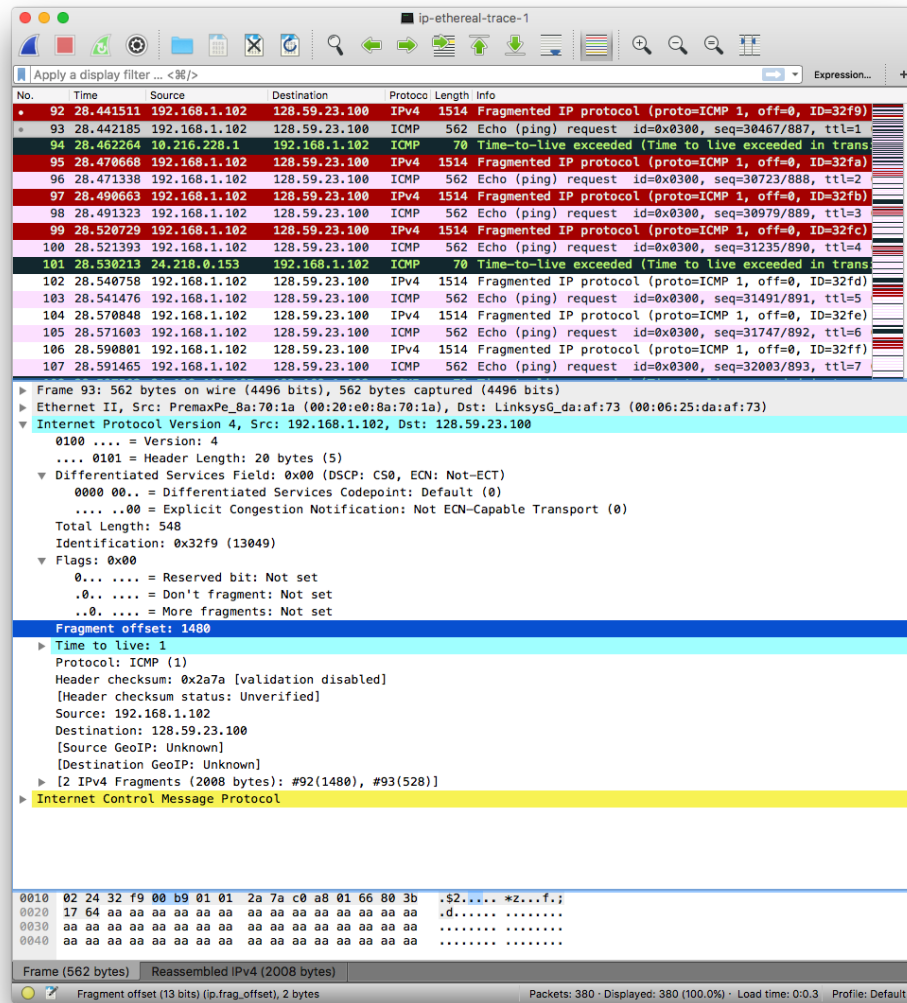 ip-ethereal-trace-1
Apply a display filter ... <⌘/>
Expression...
+
No. Time Source Destination Protoco Length Info
92 28.441511 192.168.1.102 128.59.23.100 IPv4 1514 Fragmented IP protocol (proto=ICMP 1, off=0, ID=32f9)
93 28.442185 192.168.1.102 128.59.23.100 ICMP 562 Echo (ping) request id=0x0300, seq=30467/887, ttl=1
94 28.462264 10.216.228.1 192.168.1.102 ICMP 70 Time-to-live exceeded (Time to live exceeded in trans
95 28.470668 192.168.1.102 128.59.23.100 IPv4 1514 Fragmented IP protocol (proto=ICMP 1, off=0, ID=32fa)
96 28.471338 192.168.1.102 128.59.23.100 ICMP 562 Echo (ping) request id=0x0300, seq=30723/888, ttl=2
97 28.490663 192.168.1.102 128.59.23.100 IPv4 1514 Fragmented IP protocol (proto=ICMP 1, off=0, ID=32fb)
98 28.491323 192.168.1.102 128.59.23.100 ICMP 562 Echo (ping) request id=0x0300, seq=30979/889, ttl=3
99 28.520729 192.168.1.102 128.59.23.100 IPv4 1514 Fragmented IP protocol (proto=ICMP 1, off=0, ID=32fc)
100 28.521393 192.168.1.102 128.59.23.100 ICMP 562 Echo (ping) request id=0x0300, seq=31235/890, ttl=4
101 28.530213 24.218.0.153 192.168.1.102 ICMP 70 Time-to-live exceeded (Time to live exceeded in trans
102 28.540758 192.168.1.102 128.59.23.100 IPv4 1514 Fragmented IP protocol (proto=ICMP 1, off=0, ID=32fd)
103 28.541476 192.168.1.102 128.59.23.100 ICMP 562 Echo (ping) request id=0x0300, seq=31491/891, ttl=5
104 28.570848 192.168.1.102 128.59.23.100 IPv4 1514 Fragmented IP protocol (proto=ICMP 1, off=0, ID=32fe)
105 28.571603 192.168.1.102 128.59.23.100 ICMP 562 Echo (ping) request id=0x0300, seq=31747/892, ttl=6
106 28.590801 192.168.1.102 128.59.23.100 IPv4 1514 Fragmented IP protocol (proto=ICMP 1, off=0, ID=32ff)
107 28.591465 192.168.1.102 128.59.23.100 ICMP 562 Echo (ping) request id=0x0300, seq=32003/893, ttl=7
Frame 93: 562 bytes on wire (4496 bits), 562 bytes captured (4496 bits)
Ethernet II, Src: PremaxPe_8a:70:1a (00:20:e0:8a:70:1a), Dst: LinksysG_da:af:73 (00:06:25:da:af:73)
Internet Protocol Version 4, Src: 192.168.1.102, Dst: 128.59.23.100
0100 .... = Version: 4
.... 0101 = Header Length: 20 bytes (5)
Differentiated Services Field: 0x00 (DSCP: CS0, ECN: Not-ECT)
0000 00.. = Differentiated Services Codepoint: Default (0)
.... ..00 = Explicit Congestion Notification: Not ECN-Capable Transport (0)
Total Length: 548
Identification: 0x32f9 (13049)
Flags: 0x00
0... .... = Reserved bit: Not set
.0.. .... = Don't fragment: Not set
..0. .... = More fragments: Not set
Fragment offset: 1480
Time to live: 1
Protocol: ICMP (1)
Header checksum: 0x2a7a [validation disabled]
[Header checksum status: Unverified]
Source: 192.168.1.102
Destination: 128.59.23.100
[Source GeoIP: Unknown]
[Destination GeoIP: Unknown]
[2 IPv4 Fragments (2008 bytes): #92(1480), #93(528)]
Internet Control Message Protocol
0010 02 24 32 f9 00 b9 01 01 2a 7a c0 a8 01 66 80 3b .$2..... *z...f.;
0020 17 64 aa aa aa aa aa aa aa aa aa aa aa aa aa aa .d...... ........
0030 aa aa aa aa aa aa aa aa aa aa aa aa aa aa aa aa ........ ........
0040 aa aa aa aa aa aa aa aa aa aa aa aa aa aa aa aa ........ ........
Frame (562 bytes) Reassembled IPv4 (2008 bytes)
Fragment offset (13 bits) (ip.frag_offset), 2 bytes Packets: 380 · Displayed: 380 (100.0%) · Load time: 0:0.3 Profile: Default